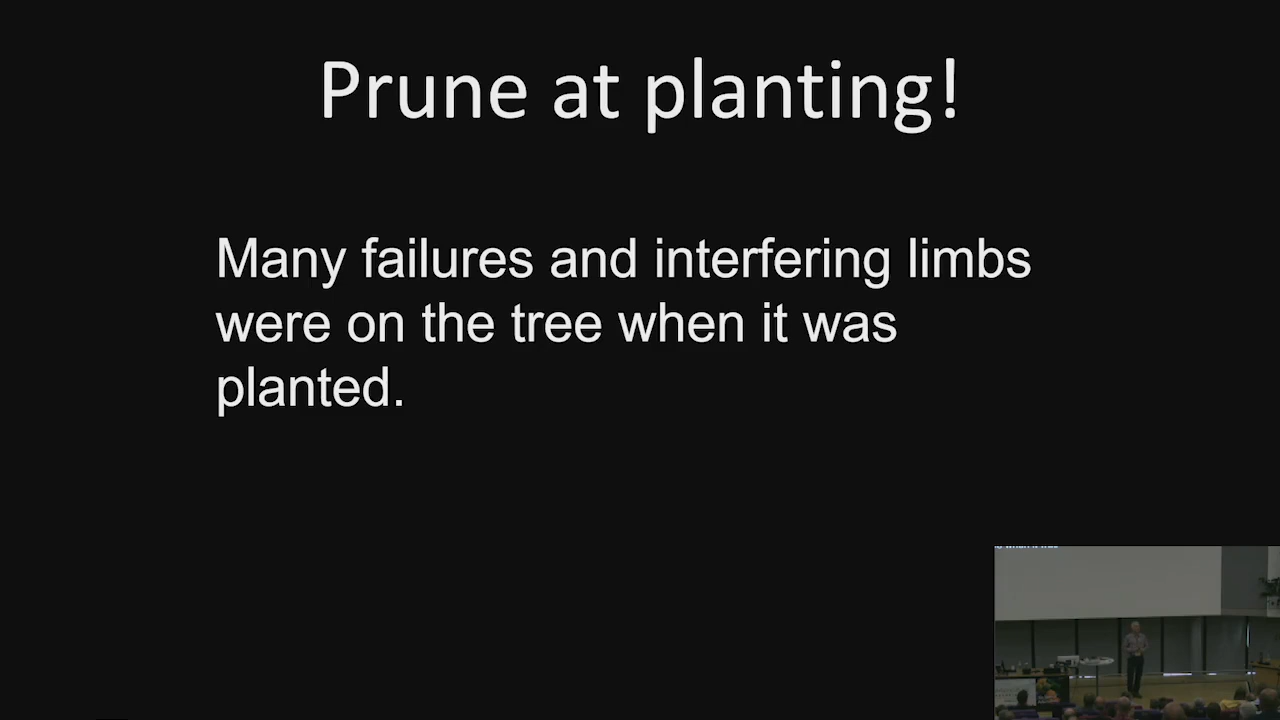 Prune at planting!
Many failures and interfering limbs
were on the tree when it was
planted.